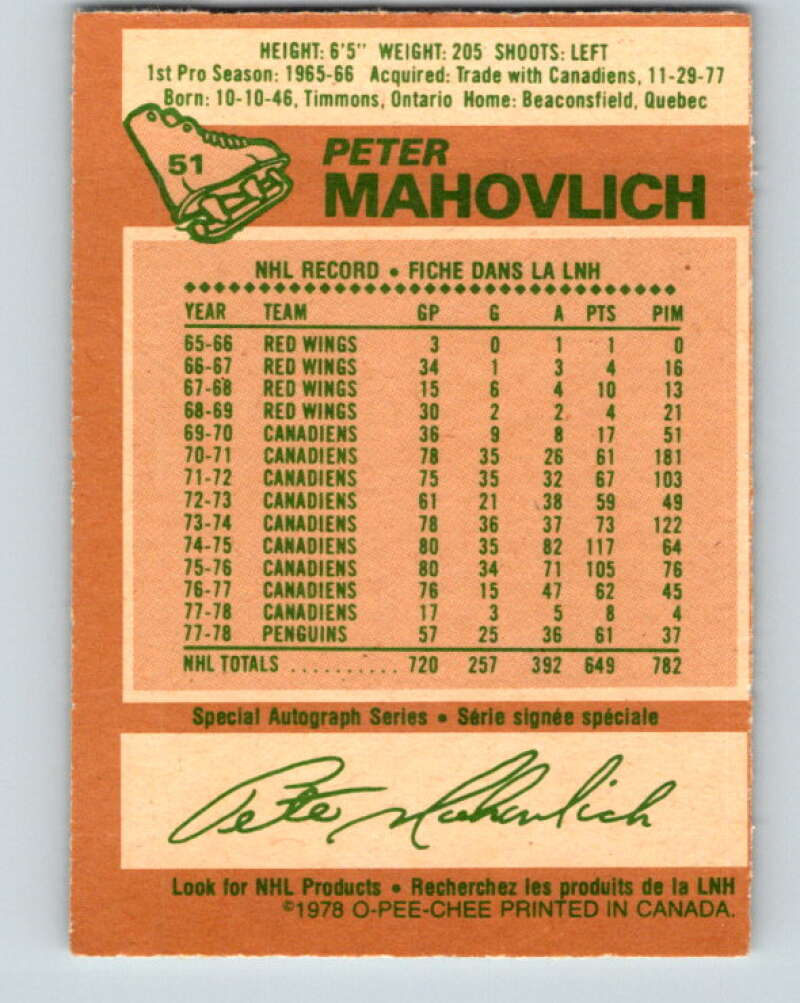 HEIGHT: 6'5" WEIGHT: 205 SHOOTS: LEFT
1st Pro Season: 1965-66 Acquired: Trade with Canadiens, 11-29-77
Born: 10-10-46, Timmons, Ontario Home: Beaconsfield, Quebec
51
PETER
MAHOVLICH
NHL RECORD • FICHE DANS LA LNH
YEAR TEAM GP G A PTS PIM
65-66 RED WINGS 3 0 1 1 0
66-67 RED WINGS 34 1 3 4 16
67-68 RED WINGS 15 6 4 10 13
68-69 RED WINGS 30 2 2 4 21
69-70 CANADIENS 36 9 8 17 51
70-71 CANADIENS 78 35 26 61 181
71-72 CANADIENS 75 35 32 67 103
72-73 CANADIENS 61 21 38 59 49
73-74 CANADIENS 78 36 37 73 122
74-75 CANADIENS 80 35 82 117 64
75-76 CANADIENS 80 34 71 105 76
76-77 CANADIENS 76 15 47 62 45
77-78 CANADIENS 17 3 5 8 4
77-78 PENGUINS 57 25 36 61 37
NHL TOTALS .......... 720 257 392 649 782
Special Autograph Series • Série signée spéciale
Pete Mahovlich
Look for NHL Products • Recherchez les produits de la LNH
©1978 O-PEE-CHEE PRINTED IN CANADA.